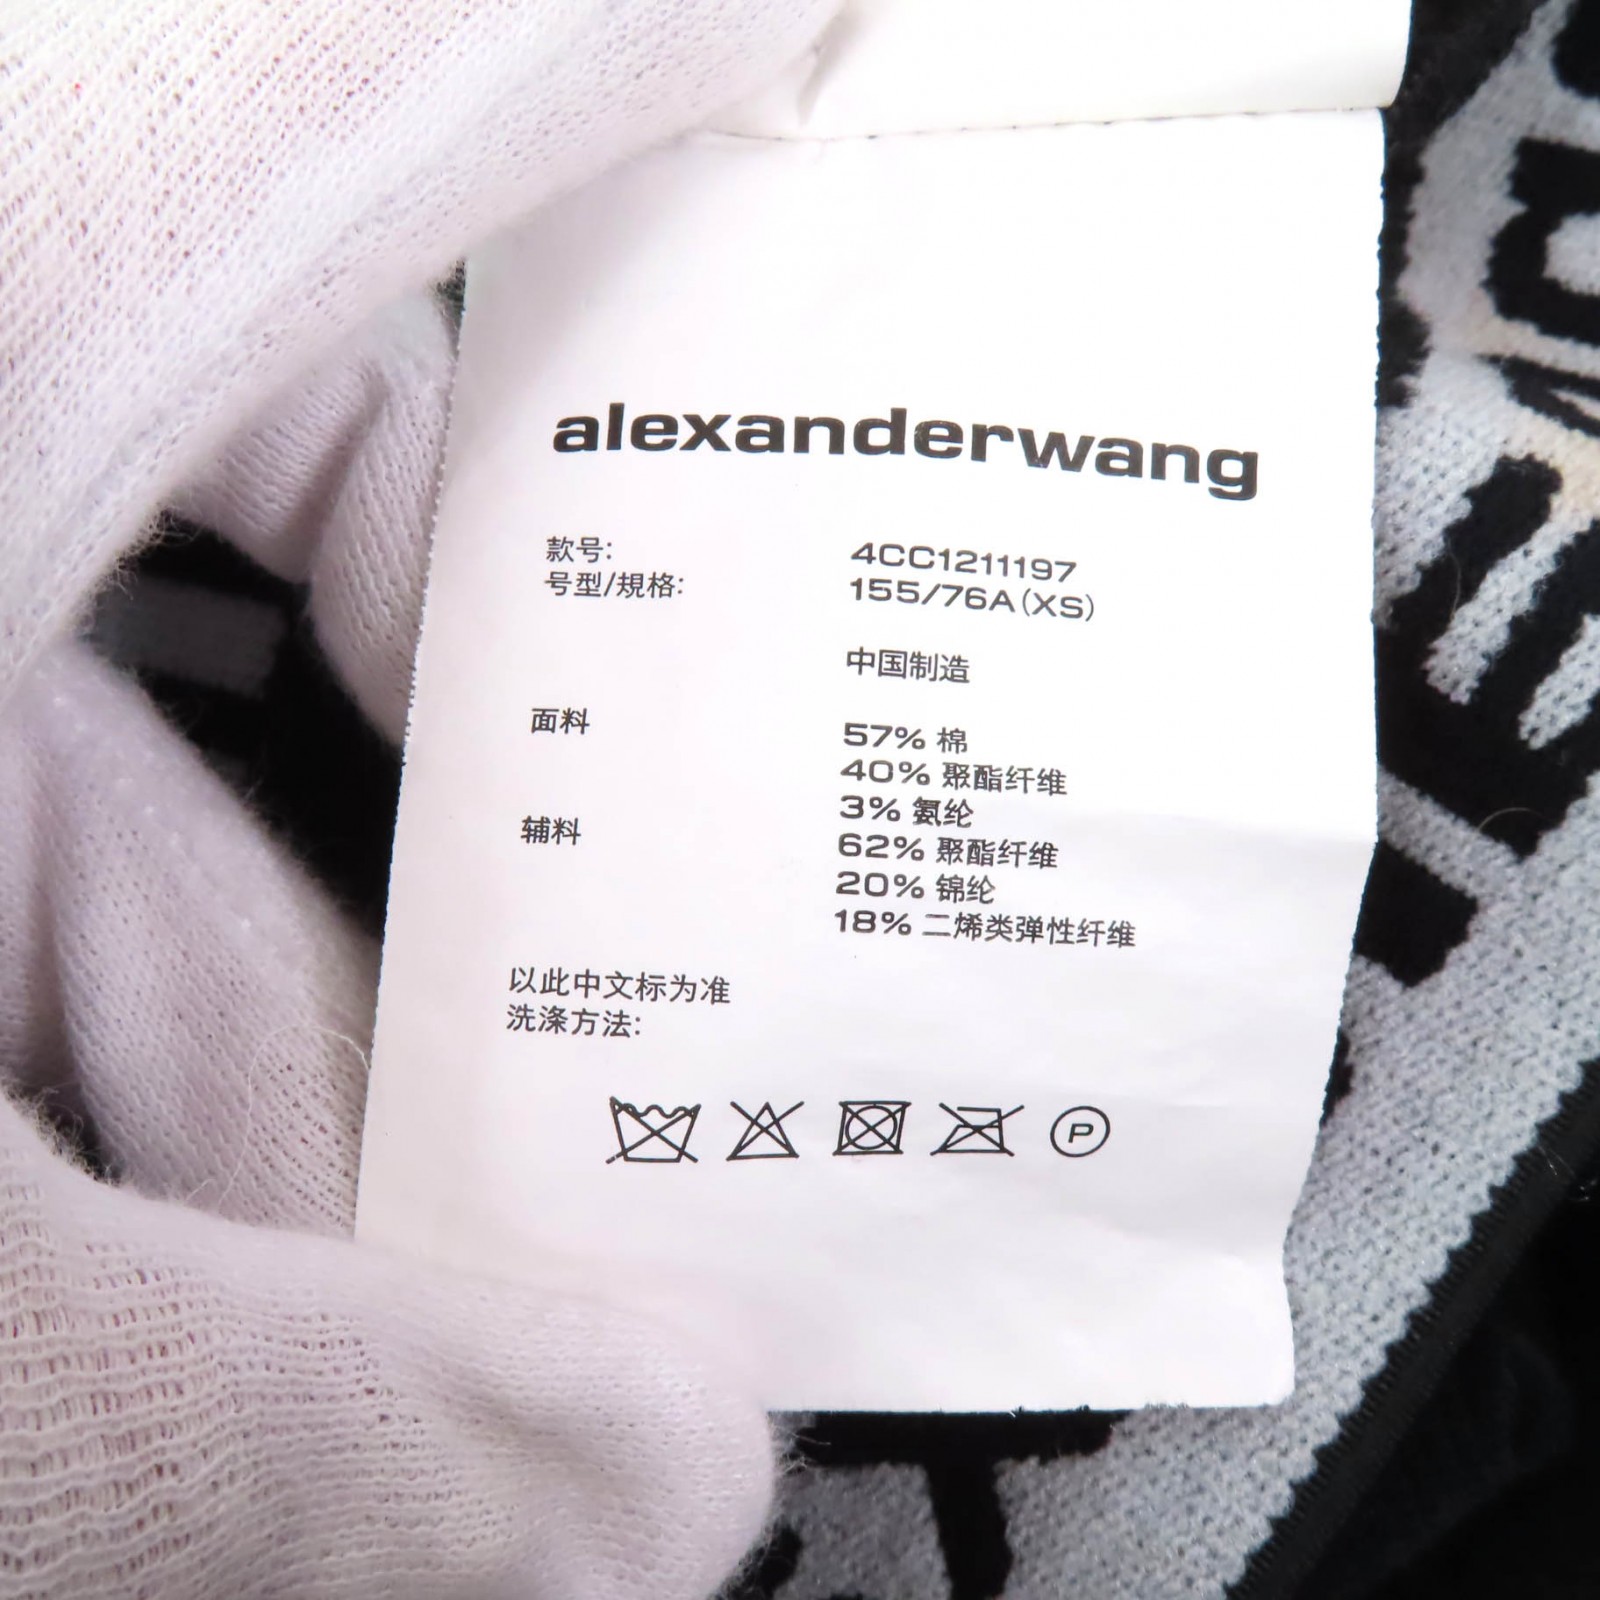 alexanderwang
款号: 4CC1211197
号型/規格: 155/76A(XS)
中国制造
面料 57% 棉
40% 聚酯纤维
3% 氨纶
辅料 62% 聚酯纤维
20% 锦纶
18% 二烯类弹性纤维
以此中文标为准
洗涤方法:
P